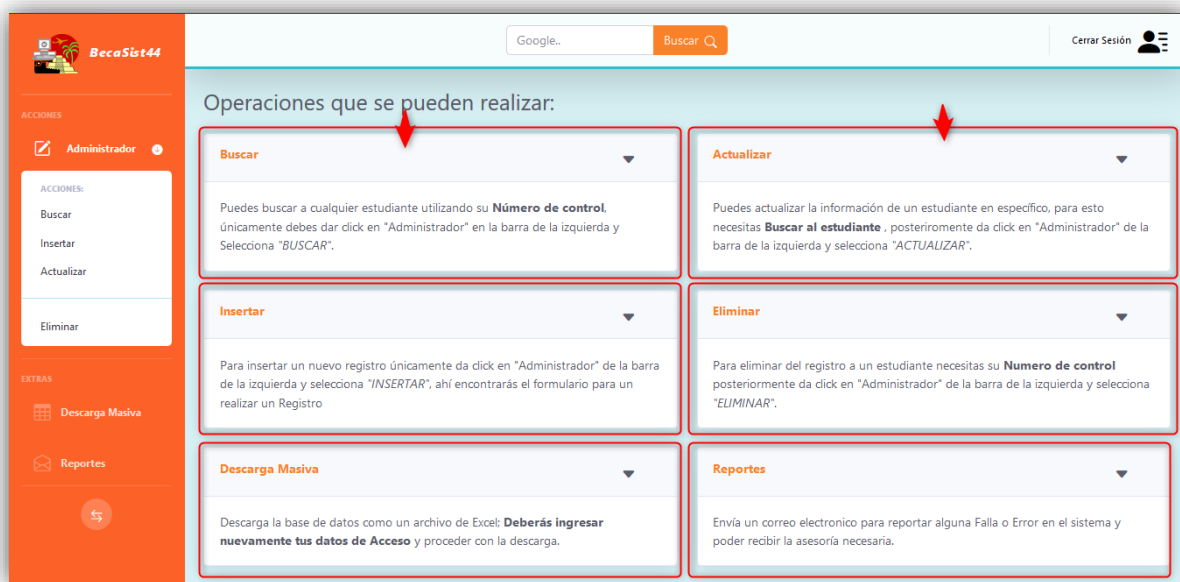 BecaSist44
Google..
Buscar
Cerrar Sesión
ACCIONES
Administrador
ACCIONES:
Buscar
Insertar
Actualizar
Eliminar
EXTRAS
Descarga Masiva
Reportes
Operaciones que se pueden realizar:
Buscar
Puedes buscar a cualquier estudiante utilizando su Número de control,
únicamente debes dar click en "Administrador" en la barra de la izquierda y
Selecciona "BUSCAR".
Actualizar
Puedes actualizar la información de un estudiante en específico, para esto
necesitas Buscar al estudiante , posteriromente da click en "Administrador" de la
barra de la izquierda y selecciona "ACTUALIZAR".
Insertar
Para insertar un nuevo registro únicamente da click en "Administrador" de la barra
de la izquierda y selecciona "INSERTAR", ahí encontrarás el formulario para un
realizar un Registro
Eliminar
Para eliminar del registro a un estudiante necesitas su Numero de control
posteriormente da click en "Administrador" de la barra de la izquierda y selecciona
"ELIMINAR".
Descarga Masiva
Descarga la base de datos como un archivo de Excel; Deberás ingresar
nuevamente tus datos de Acceso y proceder con la descarga.
Reportes
Envía un correo electronico para reportar alguna Falla o Error en el sistema y
poder recibir la asesoría necesaria.